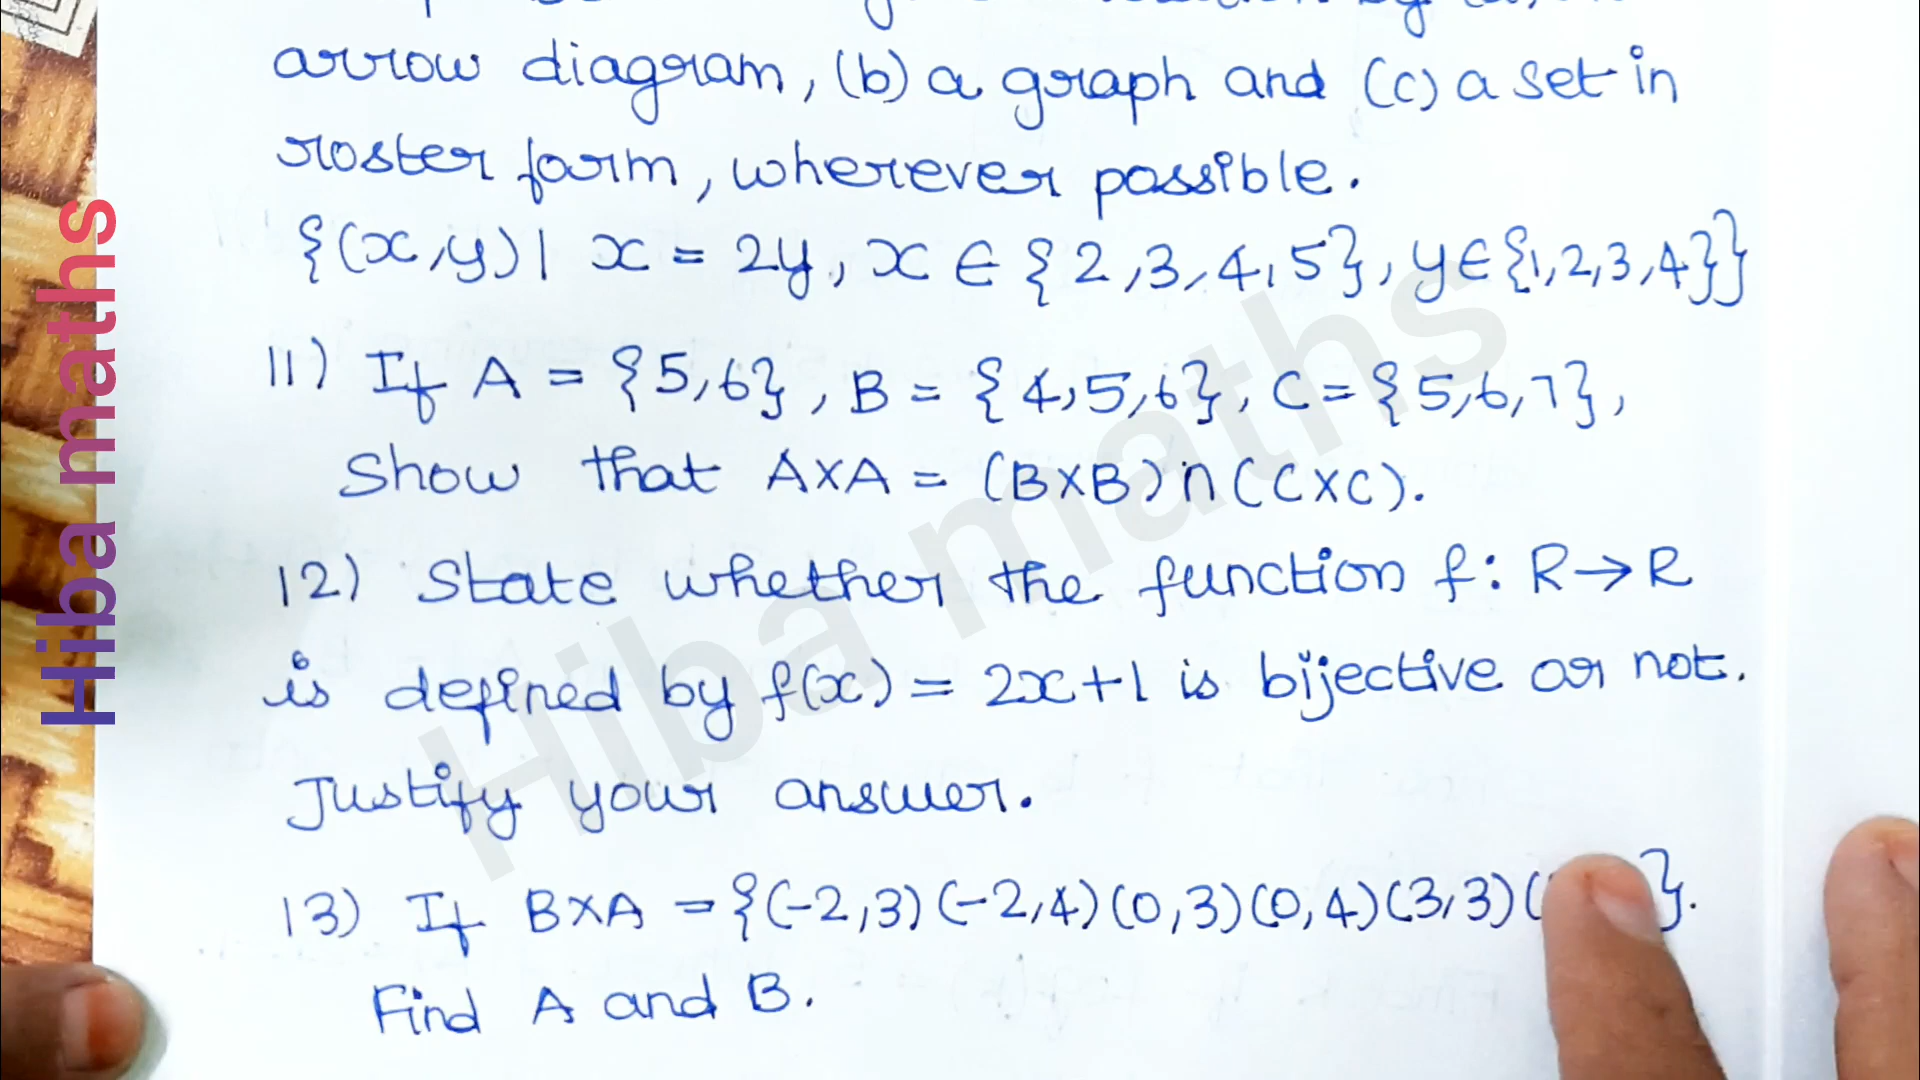 arrow diagram, (b) a graph and (c) a set in
roster form, wherever possible.
{(x,y)| x = 2y, x ∈ {2,3,4,5}, y∈{1,2,3,4}}
11) If A = {5,6}, B = {4,5,6}, C = {5,6,7},
Show that A×A = (B×B)∩(C×C).
12) State whether the function f: R→R
is defined by f(x) = 2x+1 is bijective or not.
Justify your answer.
13) If B×A = {(-2,3)(-2,4)(0,3)(0,4)(3,3)( }.
Find A and B.
Hiba maths
Hiba maths